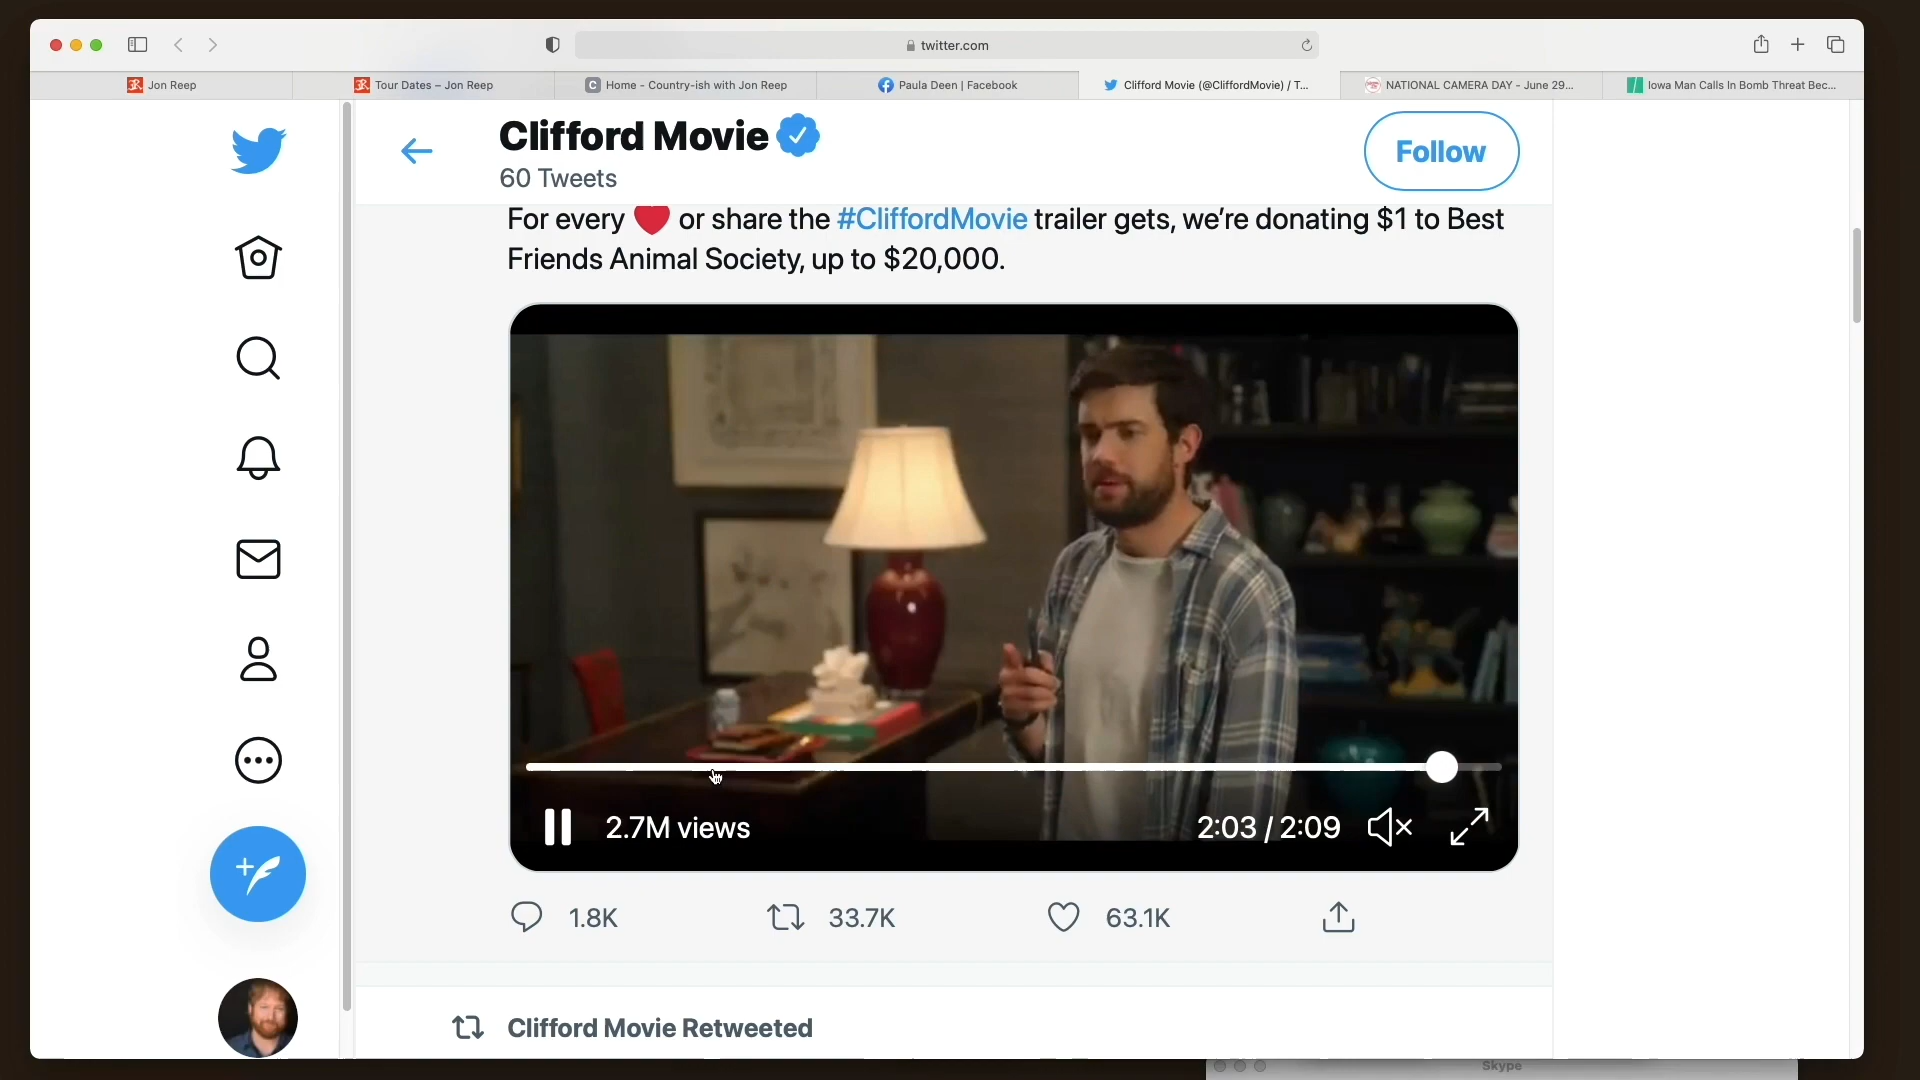 twitter.com
Jon Reep
Tour Dates – Jon Reep
Home - Country-ish with Jon Reep
Paula Deen | Facebook
Clifford Movie (@CliffordMovie) / T...
NATIONAL CAMERA DAY - June 29...
Iowa Man Calls In Bomb Threat Bec...
Clifford Movie
60 Tweets
Follow
For every ❤️ or share the #CliffordMovie trailer gets, we're donating $1 to Best
Friends Animal Society, up to $20,000.
2.7M views
2:03 / 2:09
1.8K
33.7K
63.1K
Clifford Movie Retweeted
Skype